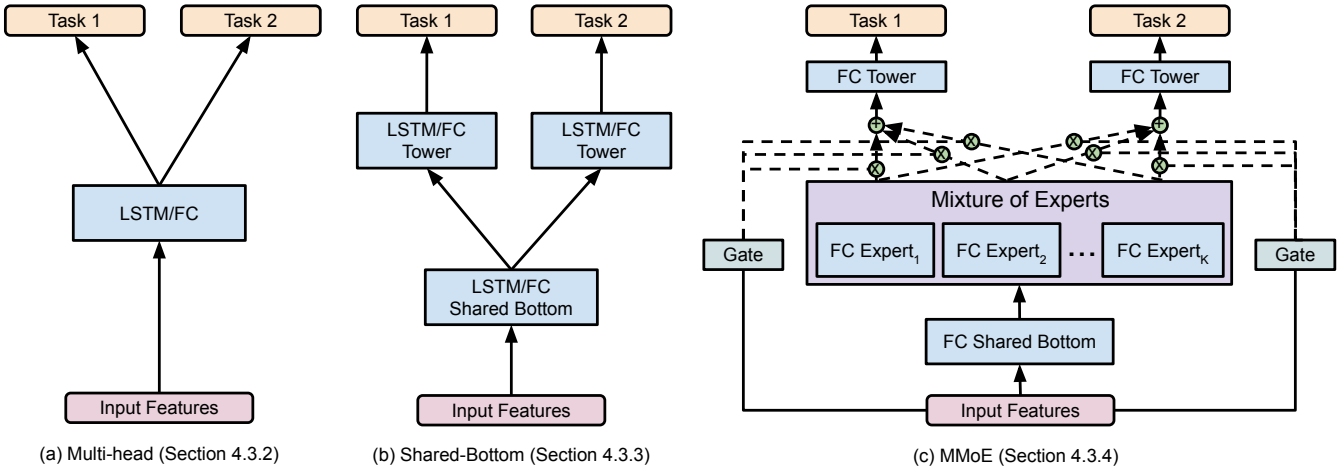 Task 1
Task 2
LSTM/FC
Input Features
(a) Multi-head (Section 4.3.2)
Task 1
Task 2
LSTM/FC
Tower
LSTM/FC
Tower
LSTM/FC
Shared Bottom
Input Features
(b) Shared-Bottom (Section 4.3.3)
Task 1
Task 2
FC Tower
FC Tower
+
+
X
X
X
X
X
X
Mixture of Experts
Gate
FC Expert₁
FC Expert₂
...
FC Expertₖ
Gate
FC Shared Bottom
Input Features
(c) MMoE (Section 4.3.4)